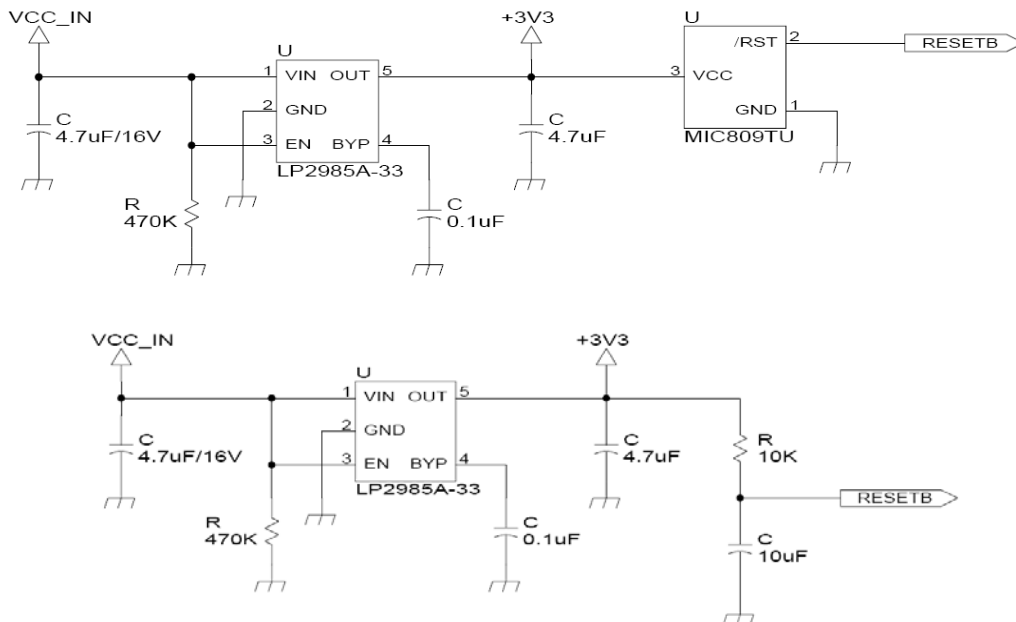 VCC_IN
+3V3
U
U
1 VIN OUT 5
2 GND
3 EN BYP 4
LP2985A-33
C
4.7uF/16V
R
470K
C
0.1uF
C
4.7uF
/RST 2
3 VCC
GND 1
MIC809TU
RESETB
VCC_IN
+3V3
U
1 VIN OUT 5
2 GND
3 EN BYP 4
LP2985A-33
C
4.7uF/16V
R
470K
C
0.1uF
C
4.7uF
R
10K
RESETB
C
10uF